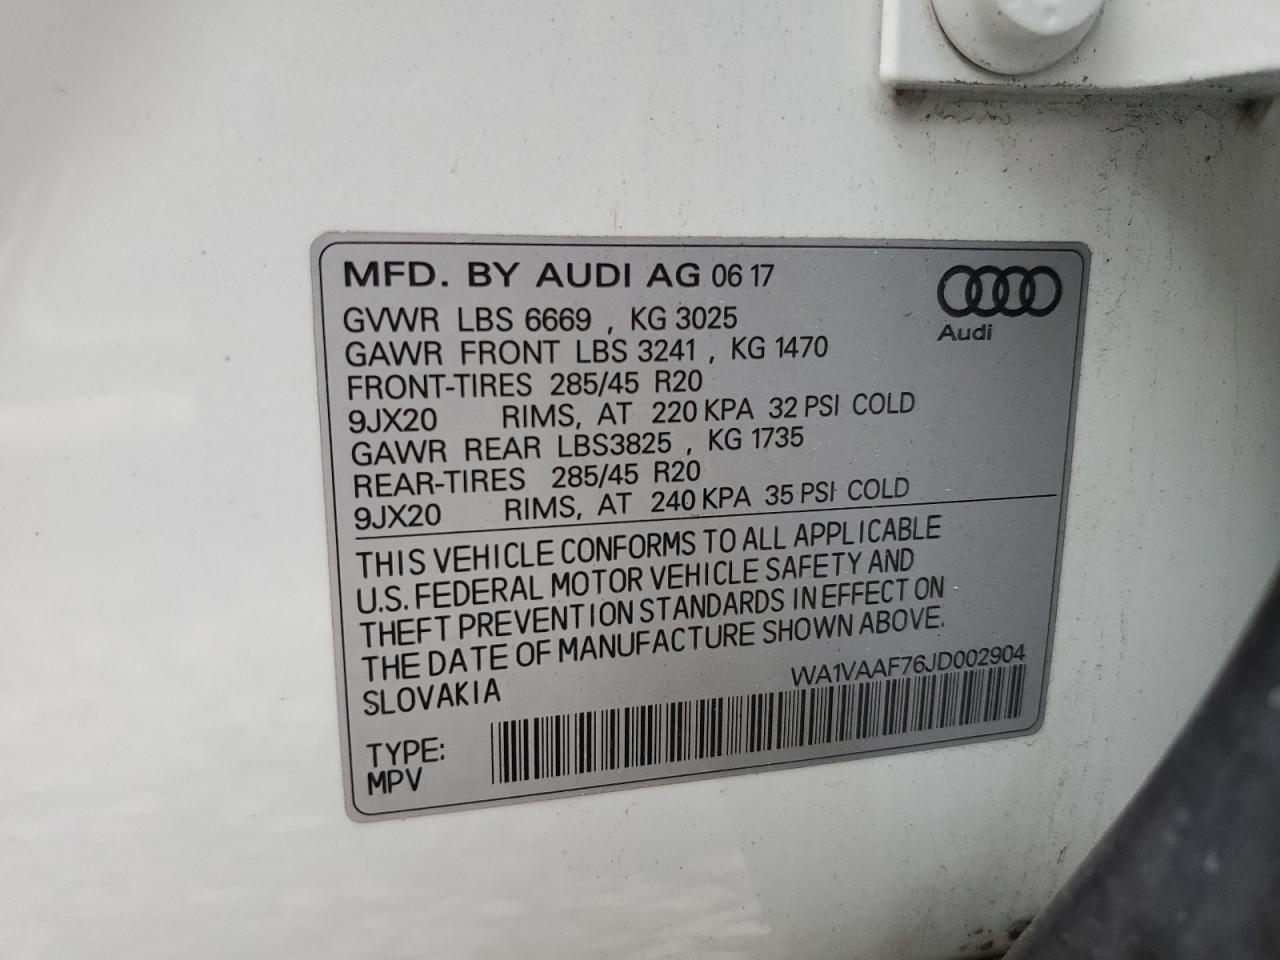 MFD. BY AUDI AG 06 17
GVWR LBS 6669 , KG 3025
GAWR FRONT LBS 3241 , KG 1470
Audi
FRONT-TIRES 285/45 R20
9JX20 RIMS, AT 220 KPA 32 PSI COLD
GAWR REAR LBS3825 , KG 1735
REAR-TIRES 285/45 R20
9JX20 RIMS, AT 240 KPA 35 PSI COLD
THIS VEHICLE CONFORMS TO ALL APPLICABLE
U.S. FEDERAL MOTOR VEHICLE SAFETY AND
THEFT PREVENTION STANDARDS IN EFFECT ON
THE DATE OF MANUFACTURE SHOWN ABOVE.
SLOVAKIA
WA1VAAF76JD002904
TYPE:
MPV